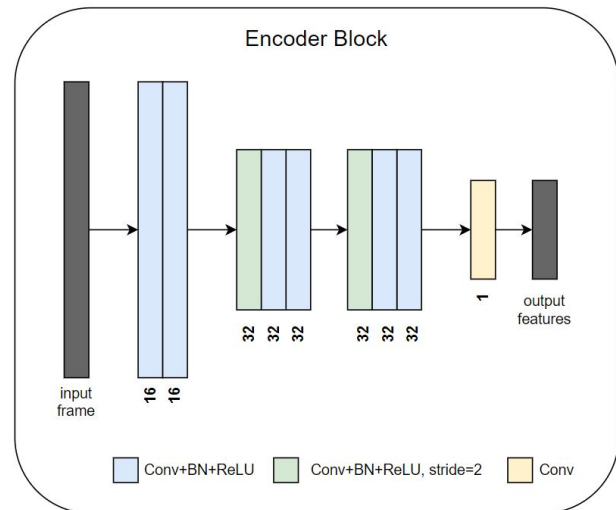 Encoder Block
input
frame
16 16
32 32 32
32 32 32
1
output
features
Conv+BN+ReLU
Conv+BN+ReLU, stride=2
Conv